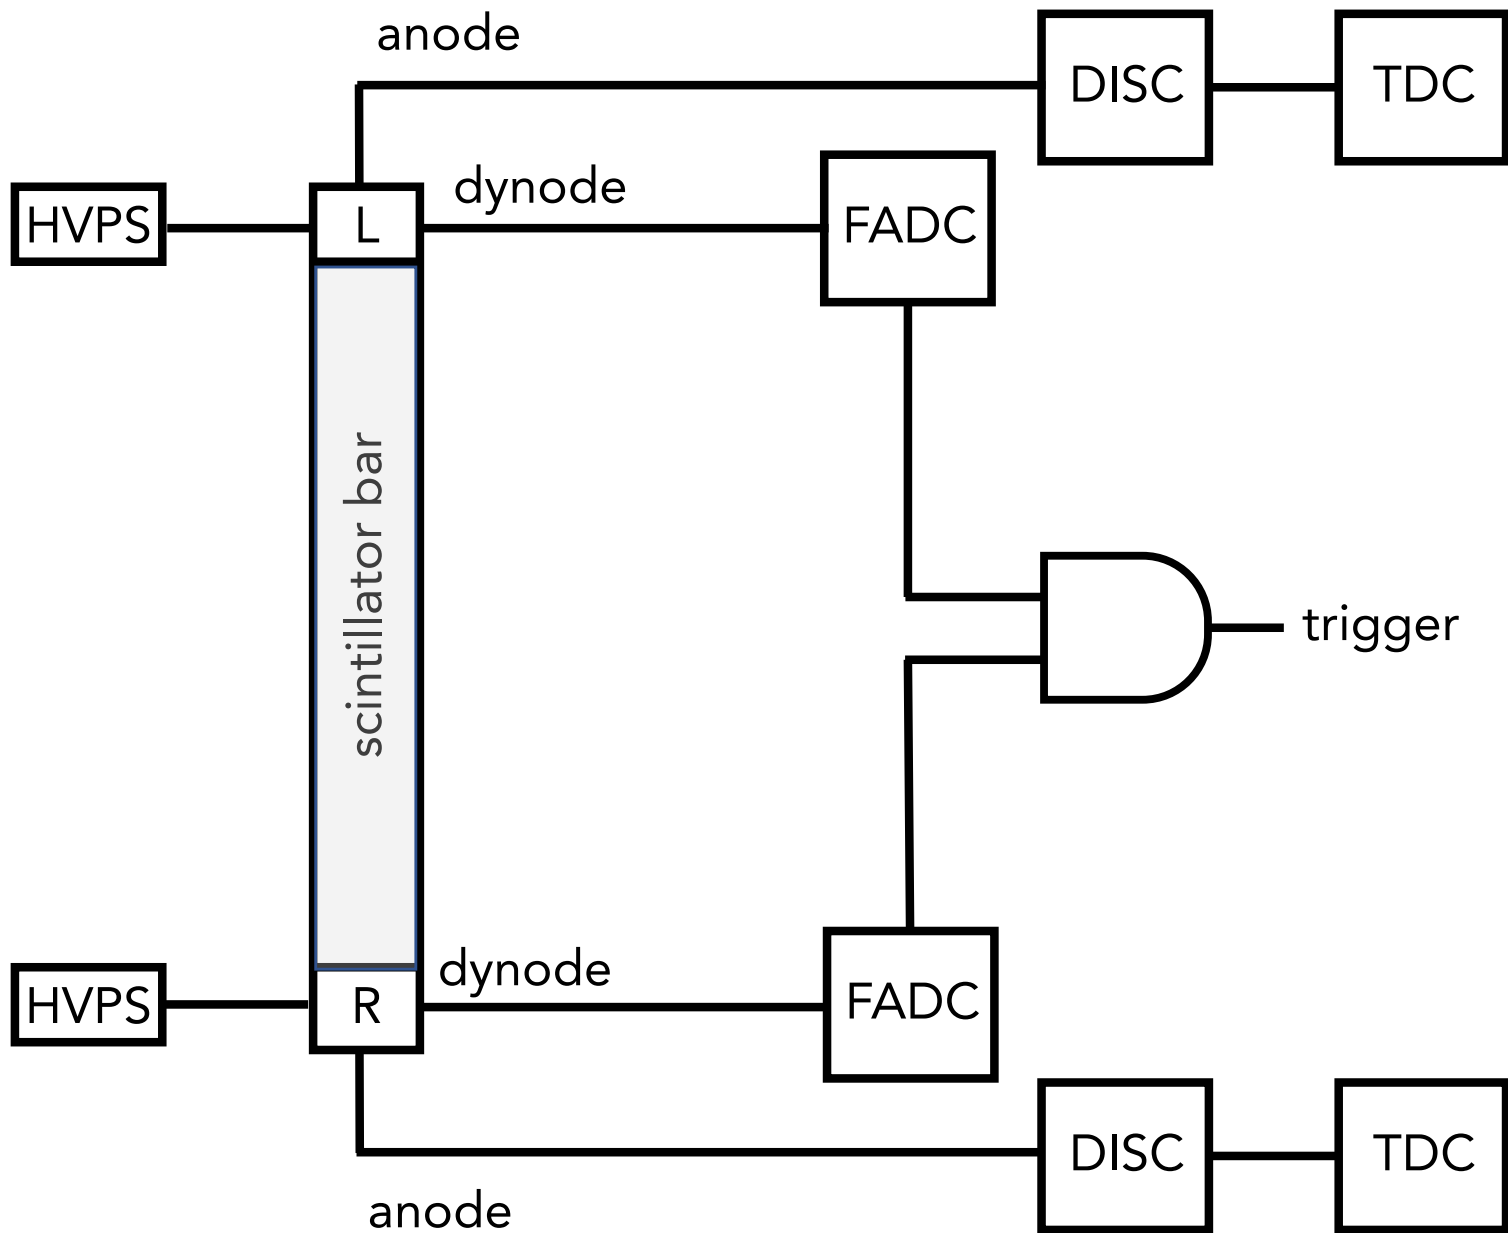 anode
DISC
TDC
dynode
HVPS
L
FADC
scintillator bar
trigger
dynode
HVPS
R
FADC
DISC
TDC
anode